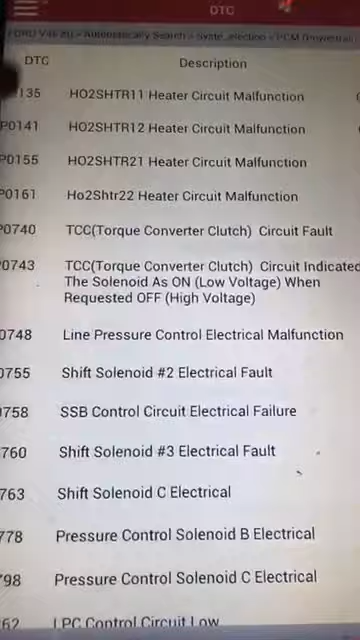 DTC
DTC Description
135 HO2SHTR11 Heater Circuit Malfunction
P0141 HO2SHTR12 Heater Circuit Malfunction
P0155 HO2SHTR21 Heater Circuit Malfunction
P0161 Ho2Shtr22 Heater Circuit Malfunction
P0740 TCC(Torque Converter Clutch) Circuit Fault
P0743 TCC(Torque Converter Clutch) Circuit Indicated
The Solenoid As ON (Low Voltage) When
Requested OFF (High Voltage)
0748 Line Pressure Control Electrical Malfunction
0755 Shift Solenoid #2 Electrical Fault
0758 SSB Control Circuit Electrical Failure
760 Shift Solenoid #3 Electrical Fault
763 Shift Solenoid C Electrical
778 Pressure Control Solenoid B Electrical
798 Pressure Control Solenoid C Electrical
62 LPC Control Circuit Low